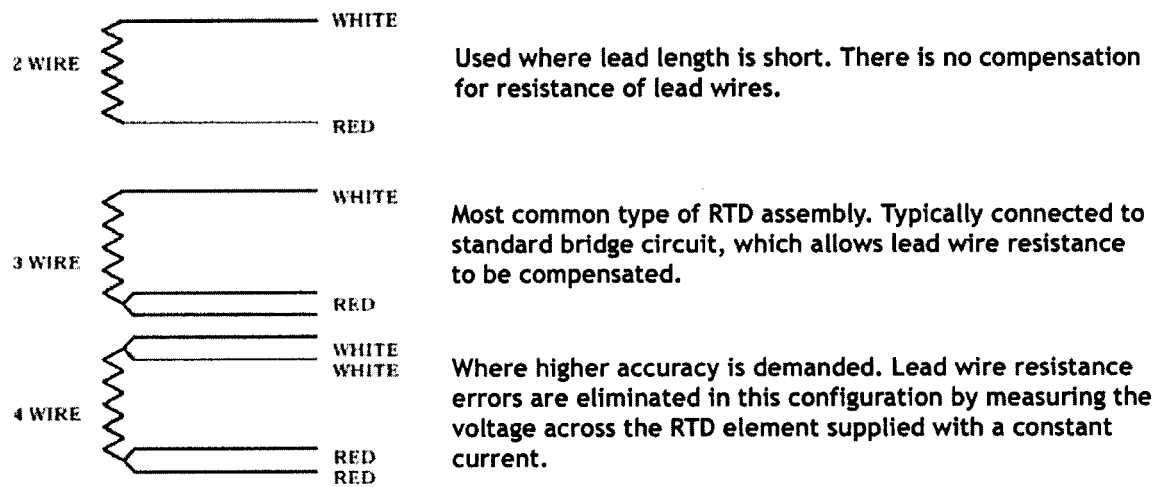 WHITE
2 WIRE
Used where lead length is short. There is no compensation
for resistance of lead wires.
RED
WHITE
3 WIRE
Most common type of RTD assembly. Typically connected to
standard bridge circuit, which allows lead wire resistance
to be compensated.
RED
WHITE
WHITE
4 WIRE
Where higher accuracy is demanded. Lead wire resistance
errors are eliminated in this configuration by measuring the
voltage across the RTD element supplied with a constant
current.
RED
RED